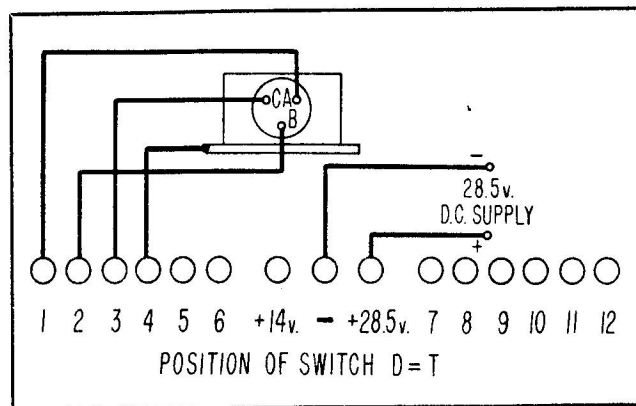 CA
B
−
28.5v.
D.C. SUPPLY
+
1 2 3 4 5 6 +14v. − +28.5v. 7 8 9 10 11 12
POSITION OF SWITCH D=T